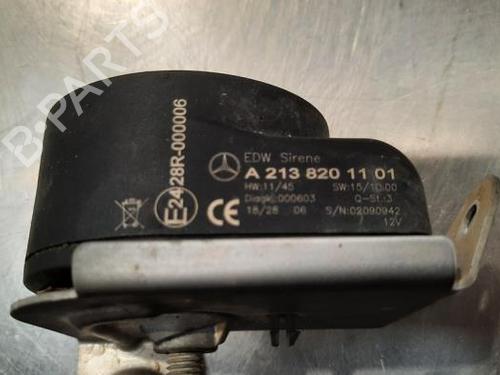 B-PARTS
E24/28R-000006
EDW Sirene
A 213 820 11 01
HW:11/45 SW:15/10.00
Diagk.:000603 Q-St.:3
18/28 06 S/N:02090942
12V
CE